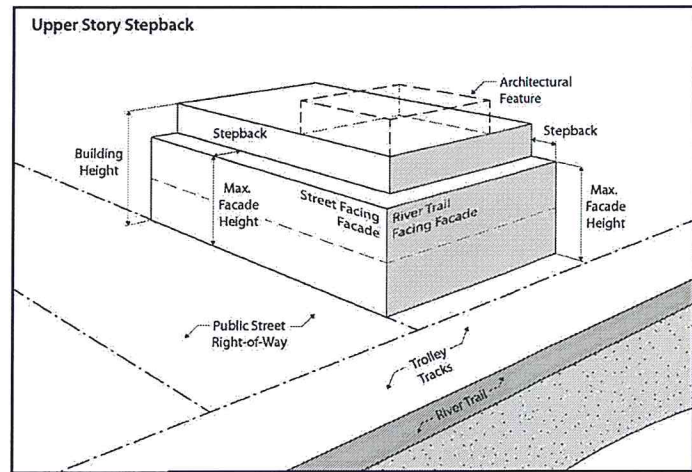 Upper Story Stepback
Architectural
Feature
Stepback
Stepback
Building
Height
Max.
Facade
Height
Street Facing
Facade
River Trail
Facing Facade
Max.
Facade
Height
Public Street
Right-of-Way
Trolley
Tracks
River Trail